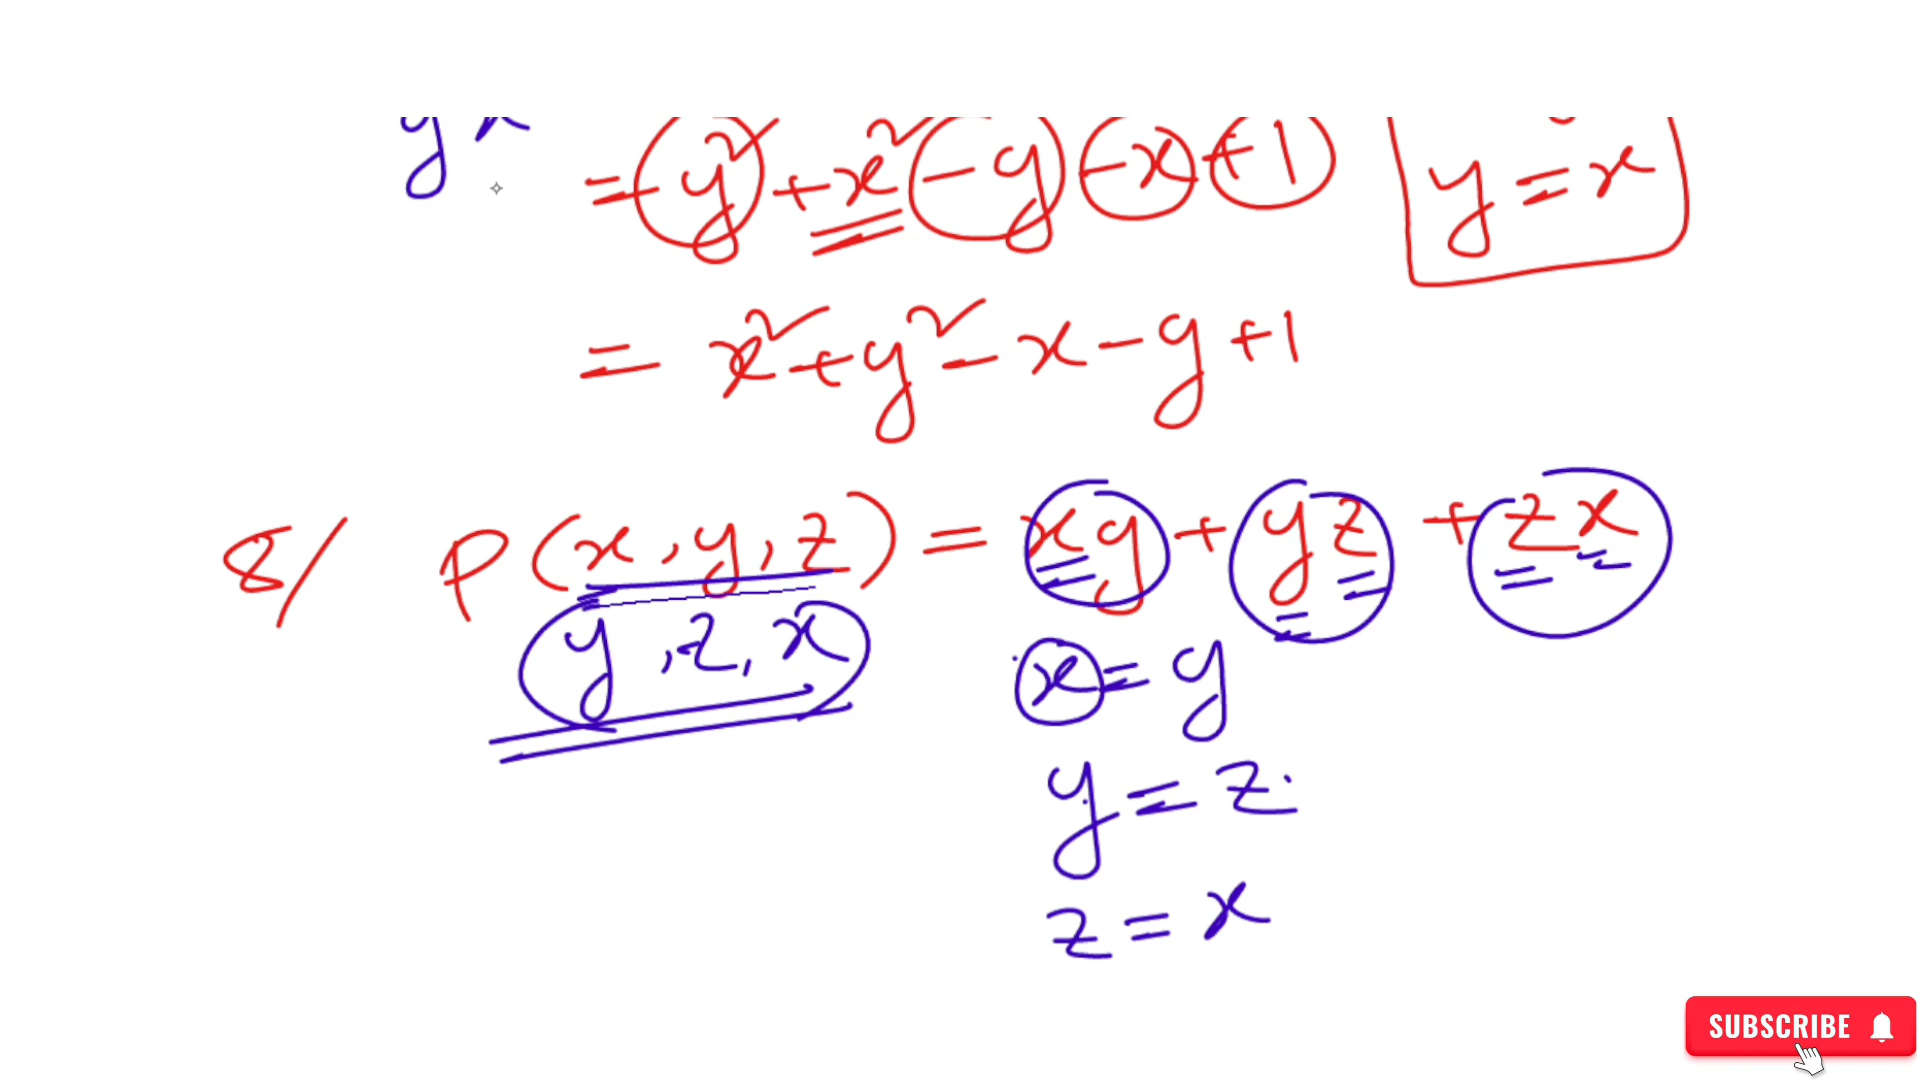 y x
= y² + x² - y - x + 1
y = x
= x² + y² - x - y + 1
8/ P(x, y, z) = xy + yz + zx
y, z, x
x = y
y = z
z = x
SUBSCRIBE